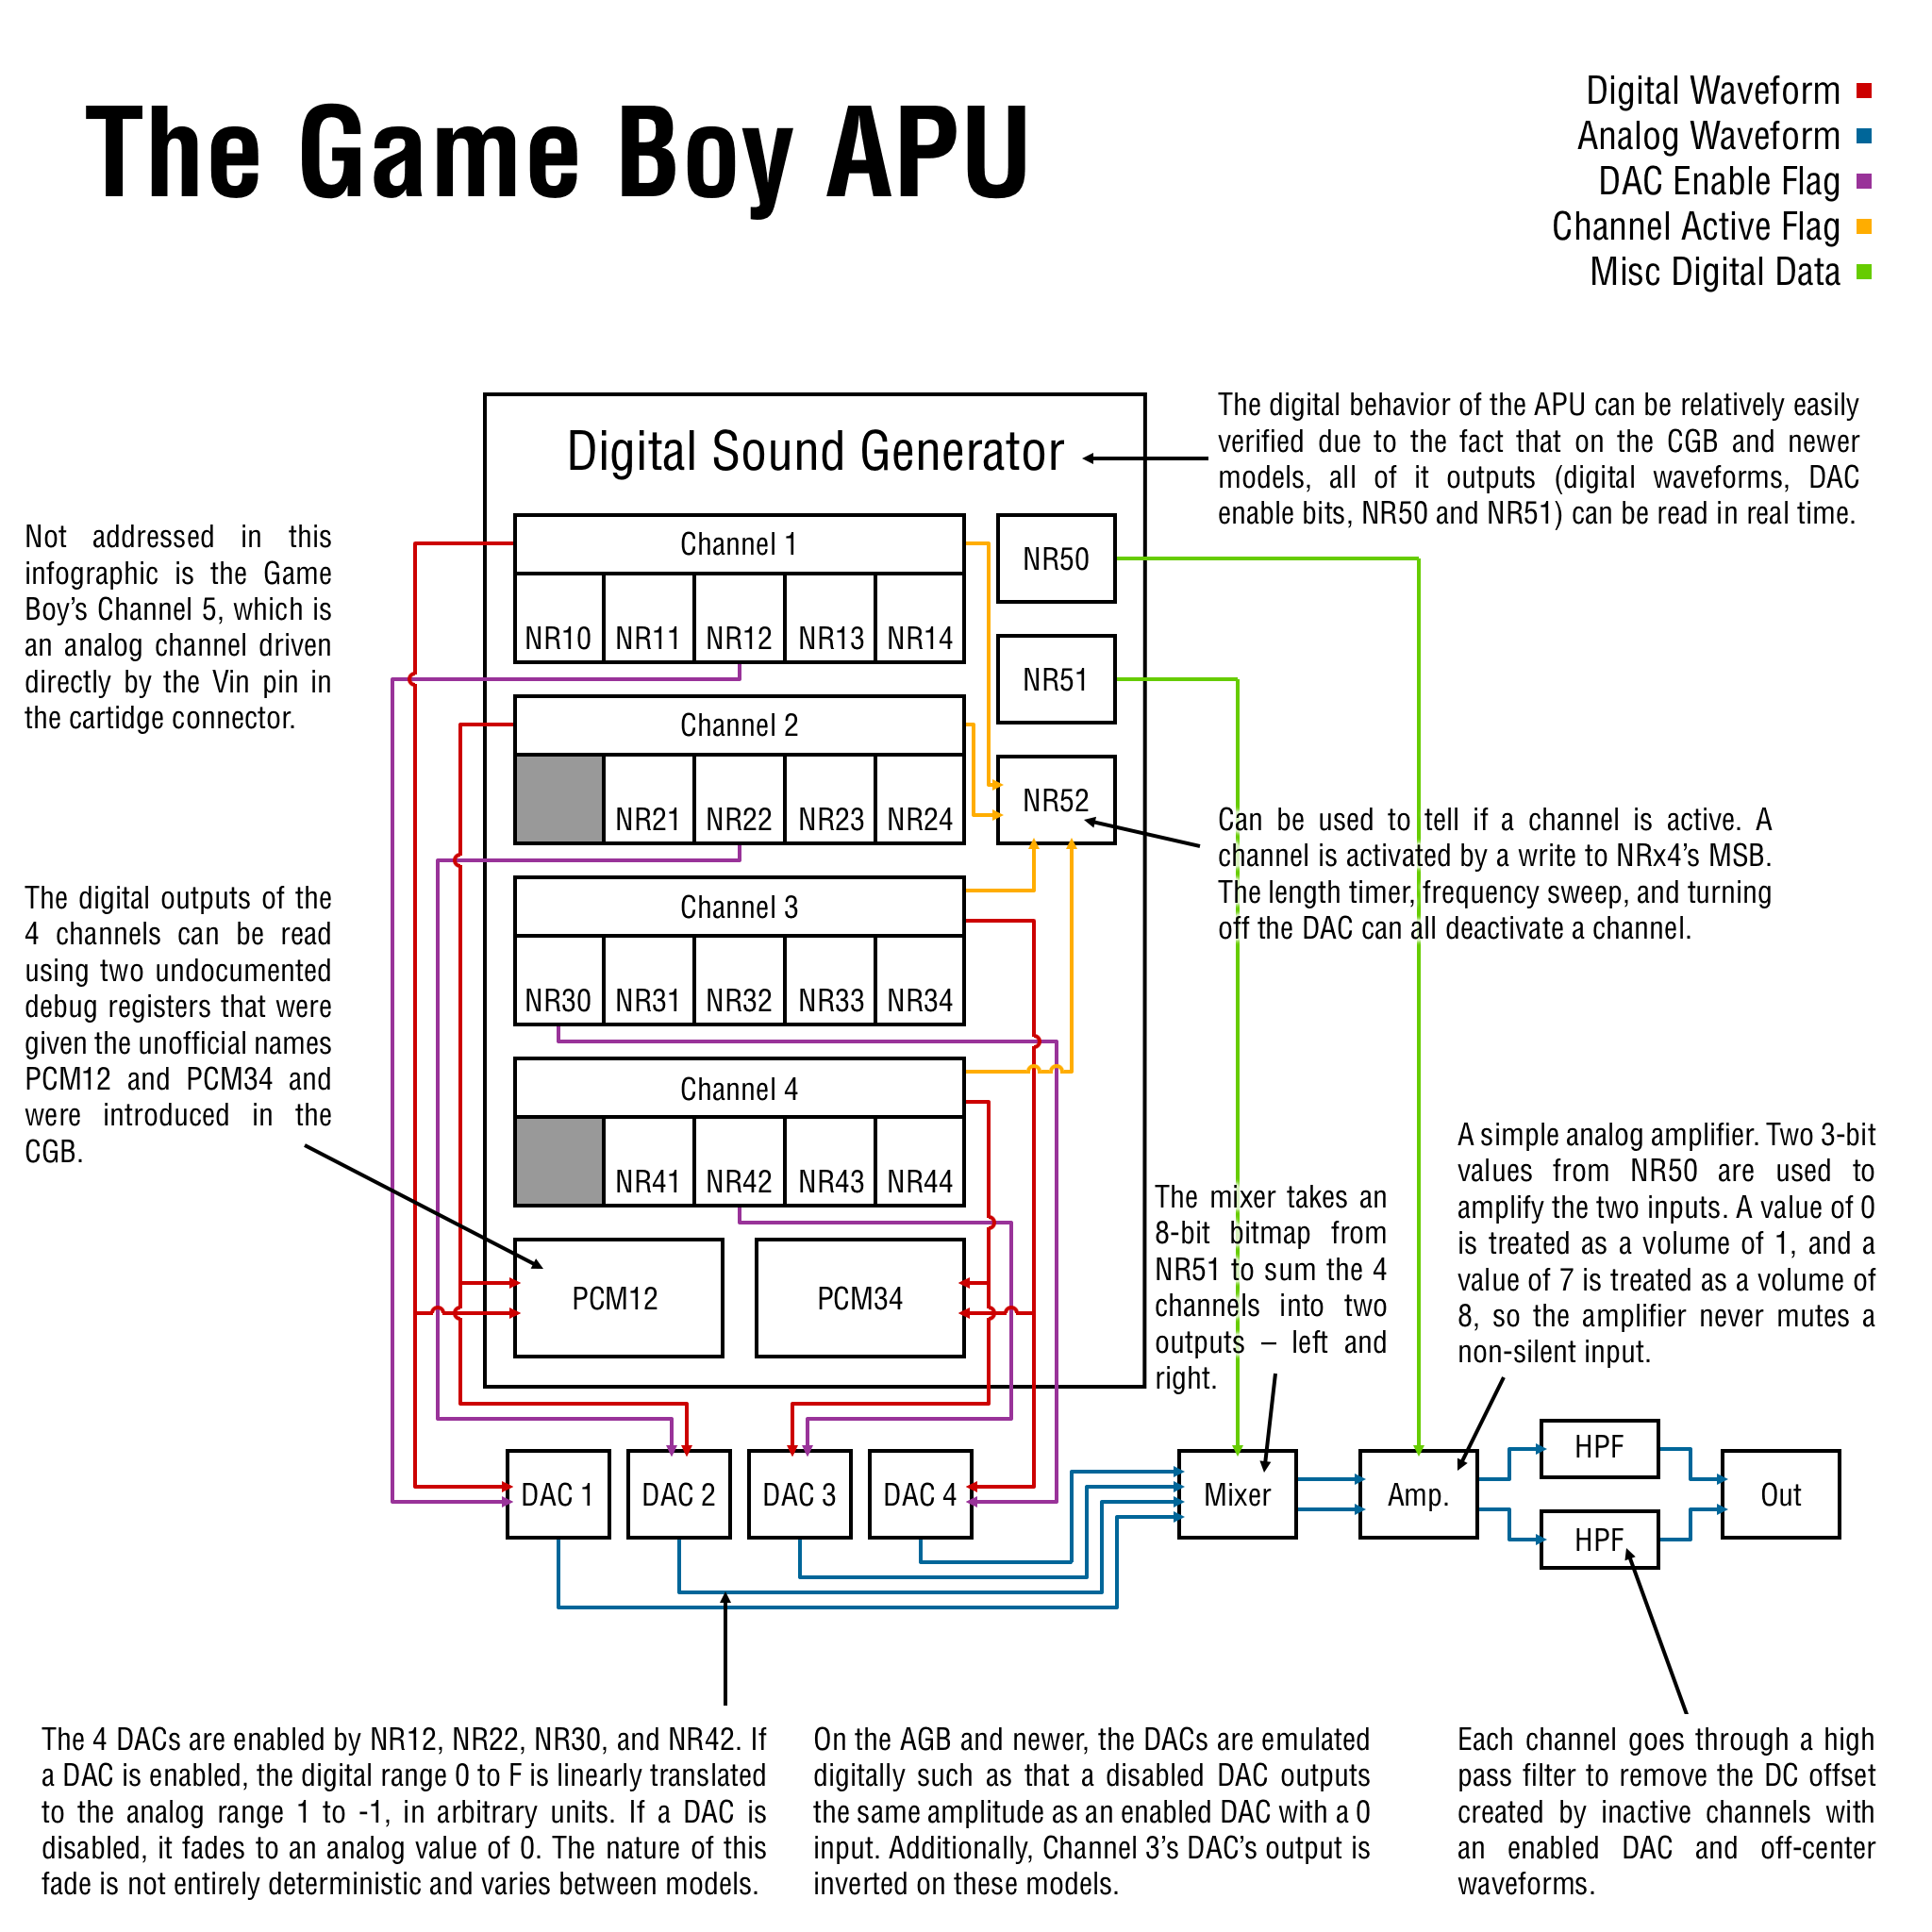 The Game Boy APU
Digital Waveform
Analog Waveform
DAC Enable Flag
Channel Active Flag
Misc Digital Data
The digital behavior of the APU can be relatively easily
verified due to the fact that on the CGB and newer
models, all of it outputs (digital waveforms, DAC
enable bits, NR50 and NR51) can be read in real time.
Not addressed in this
infographic is the Game
Boy's Channel 5, which is
an analog channel driven
directly by the Vin pin in
the cartidge connector.
The digital outputs of the
4 channels can be read
using two undocumented
debug registers that were
given the unofficial names
PCM12 and PCM34 and
were introduced in the
CGB.
Digital Sound Generator
Channel 1
NR10 NR11 NR12 NR13 NR14
Channel 2
NR21 NR22 NR23 NR24
Channel 3
NR30 NR31 NR32 NR33 NR34
Channel 4
NR41 NR42 NR43 NR44
PCM12
PCM34
NR50
NR51
NR52
Can be used to tell if a channel is active. A
channel is activated by a write to NRx4's MSB.
The length timer, frequency sweep, and turning
off the DAC can all deactivate a channel.
The mixer takes an
8-bit bitmap from
NR51 to sum the 4
channels into two
outputs – left and
right.
A simple analog amplifier. Two 3-bit
values from NR50 are used to
amplify the two inputs. A value of 0
is treated as a volume of 1, and a
value of 7 is treated as a volume of
8, so the amplifier never mutes a
non-silent input.
DAC 1
DAC 2
DAC 3
DAC 4
Mixer
Amp.
HPF
HPF
Out
The 4 DACs are enabled by NR12, NR22, NR30, and NR42. If
a DAC is enabled, the digital range 0 to F is linearly translated
to the analog range 1 to -1, in arbitrary units. If a DAC is
disabled, it fades to an analog value of 0. The nature of this
fade is not entirely deterministic and varies between models.
On the AGB and newer, the DACs are emulated
digitally such as that a disabled DAC outputs
the same amplitude as an enabled DAC with a 0
input. Additionally, Channel 3's DAC's output is
inverted on these models.
Each channel goes through a high
pass filter to remove the DC offset
created by inactive channels with
an enabled DAC and off-center
waveforms.